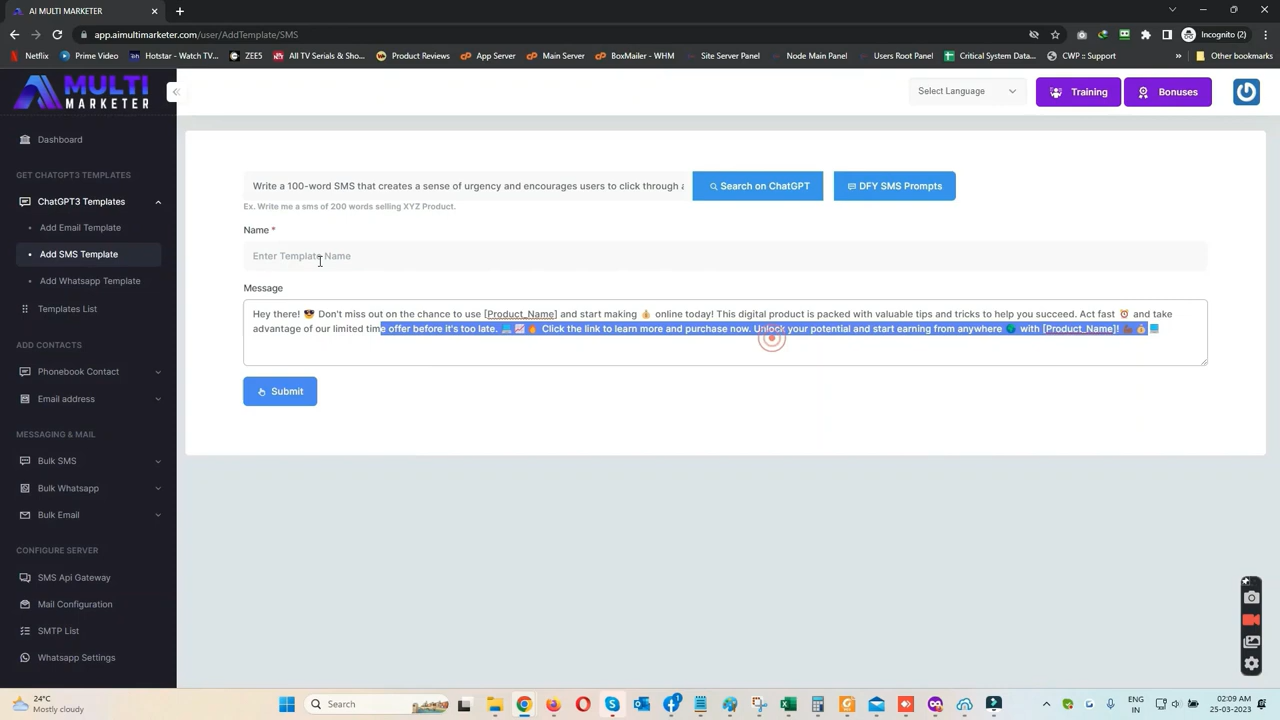 AI MULTI MARKETER
app.aimultimarketer.com/user/AddTemplate/SMS
Incognito (2)
Netflix
Prime Video
Hotstar - Watch TV...
ZEE5
All TV Serials & Sho...
Product Reviews
App Server
Main Server
BoxMailer - WHM
Site Server Panel
Node Main Panel
Users Root Panel
Critical System Data...
CWP :: Support
»
Other bookmarks
MULTI
MARKETER
Select Language
Training
Bonuses
Dashboard
GET CHATGPT3 TEMPLATES
ChatGPT3 Templates
Add Email Template
Add SMS Template
Add Whatsapp Template
Templates List
ADD CONTACTS
Phonebook Contact
Email address
MESSAGING & MAIL
Bulk SMS
Bulk Whatsapp
Bulk Email
CONFIGURE SERVER
SMS Api Gateway
Mail Configuration
SMTP List
Whatsapp Settings
Write a 100-word SMS that creates a sense of urgency and encourages users to click through a
Search on ChatGPT
DFY SMS Prompts
Ex. Write me a sms of 200 words selling XYZ Product.
Name *
Enter Template Name
Message
Hey there! 😎 Don't miss out on the chance to use [Product_Name] and start making 💰 online today! This digital product is packed with valuable tips and tricks to help you succeed. Act fast ⏰ and take
advantage of our limited time offer before it's too late. 💻 📈 🔥 Click the link to learn more and purchase now. Unlock your potential and start earning from anywhere 🌍 with [Product_Name]! 💪 💰 📘
Submit
24°C
Mostly cloudy
Search
ENG
IN
02:09 AM
25-03-2023